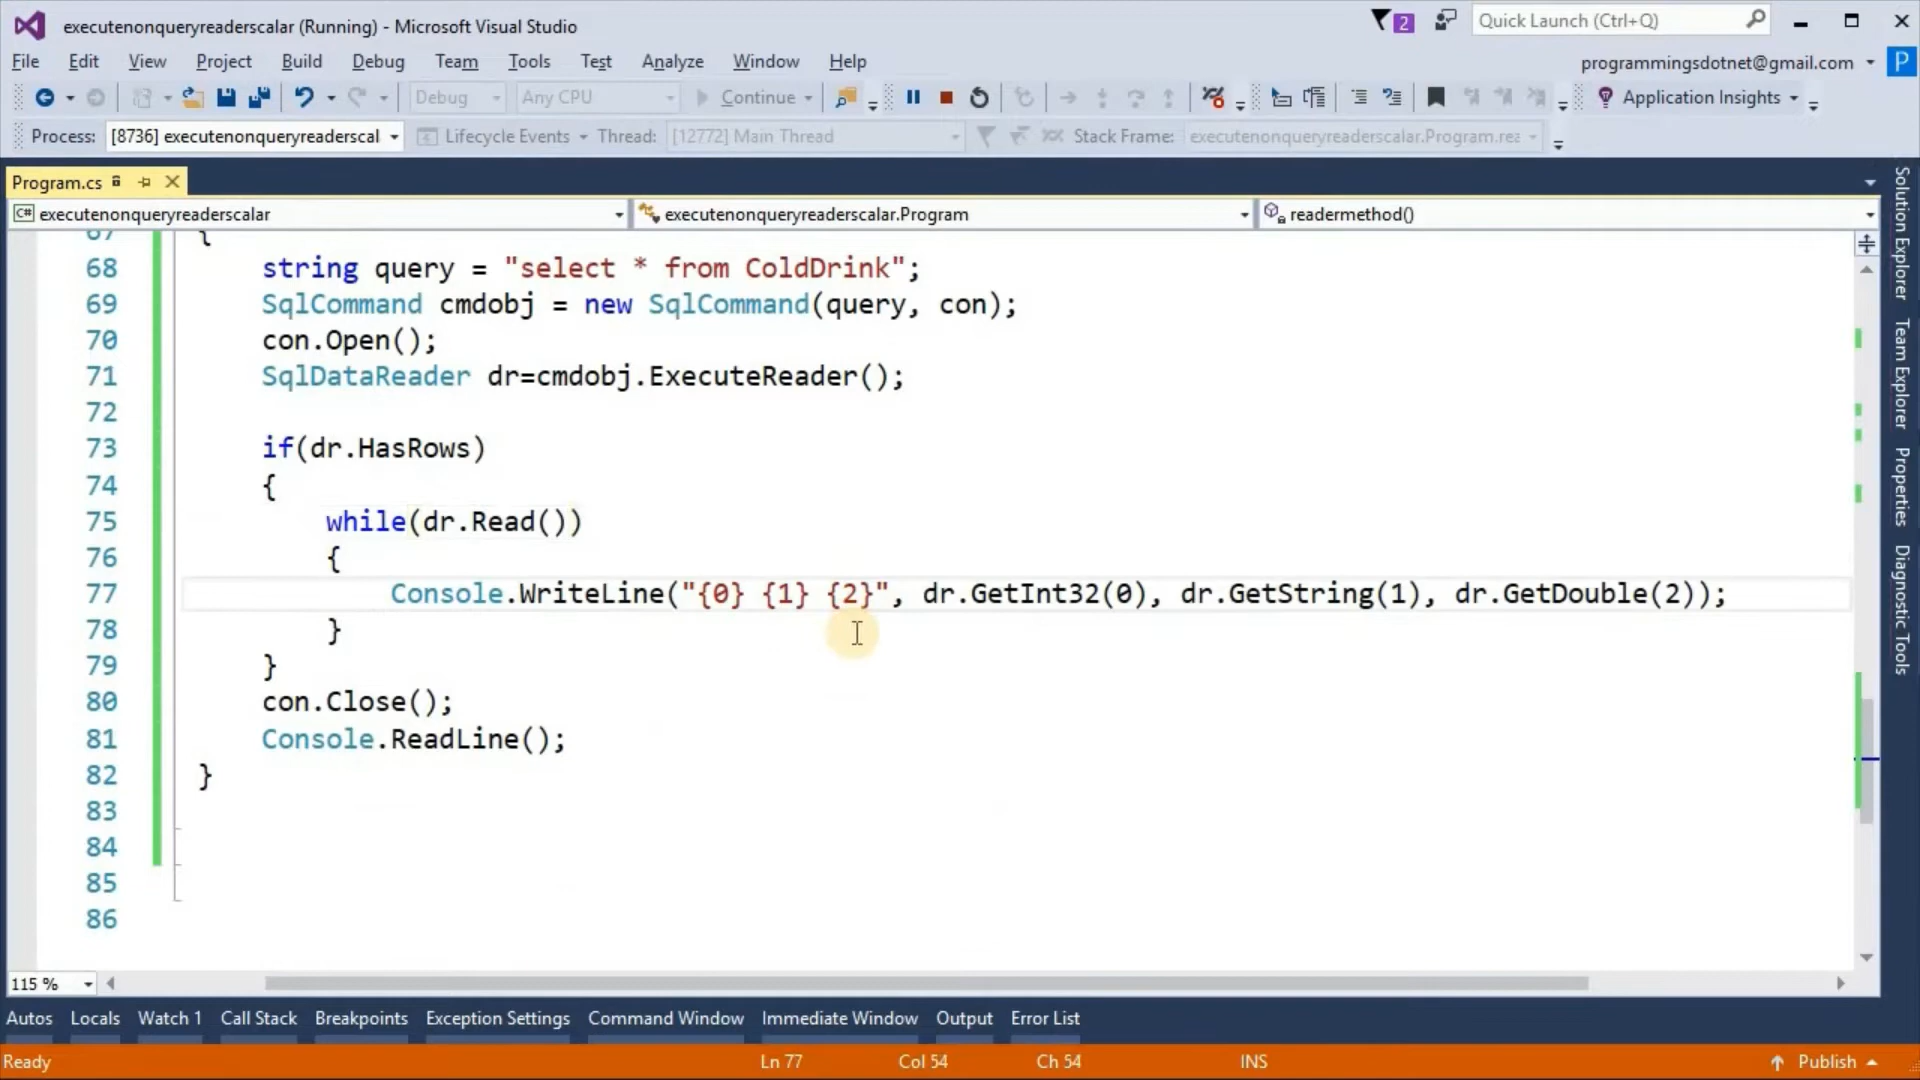 executenonqueryreaderscalar (Running) - Microsoft Visual Studio
2
Quick Launch (Ctrl+Q)
File Edit View Project Build Debug Team Tools Test Analyze Window Help
programmingsdotnet@gmail.com
P
Debug Any CPU Continue Application Insights
Process: [8736] executenonqueryreaderscal Lifecycle Events Thread: [12772] Main Thread Stack Frame: executenonqueryreaderscalar.Program.rea
Program.cs
C# executenonqueryreaderscalar executenonqueryreaderscalar.Program readermethod()
67 {
68 string query = "select * from ColdDrink";
69 SqlCommand cmdobj = new SqlCommand(query, con);
70 con.Open();
71 SqlDataReader dr=cmdobj.ExecuteReader();
72
73 if(dr.HasRows)
74 {
75 while(dr.Read())
76 {
77 Console.WriteLine("{0} {1} {2}", dr.GetInt32(0), dr.GetString(1), dr.GetDouble(2));
78 }
79 }
80 con.Close();
81 Console.ReadLine();
82 }
83
84
85
86
115 %
Solution Explorer
Team Explorer
Properties
Diagnostic Tools
Autos Locals Watch 1 Call Stack Breakpoints Exception Settings Command Window Immediate Window Output Error List
Ready Ln 77 Col 54 Ch 54 INS Publish